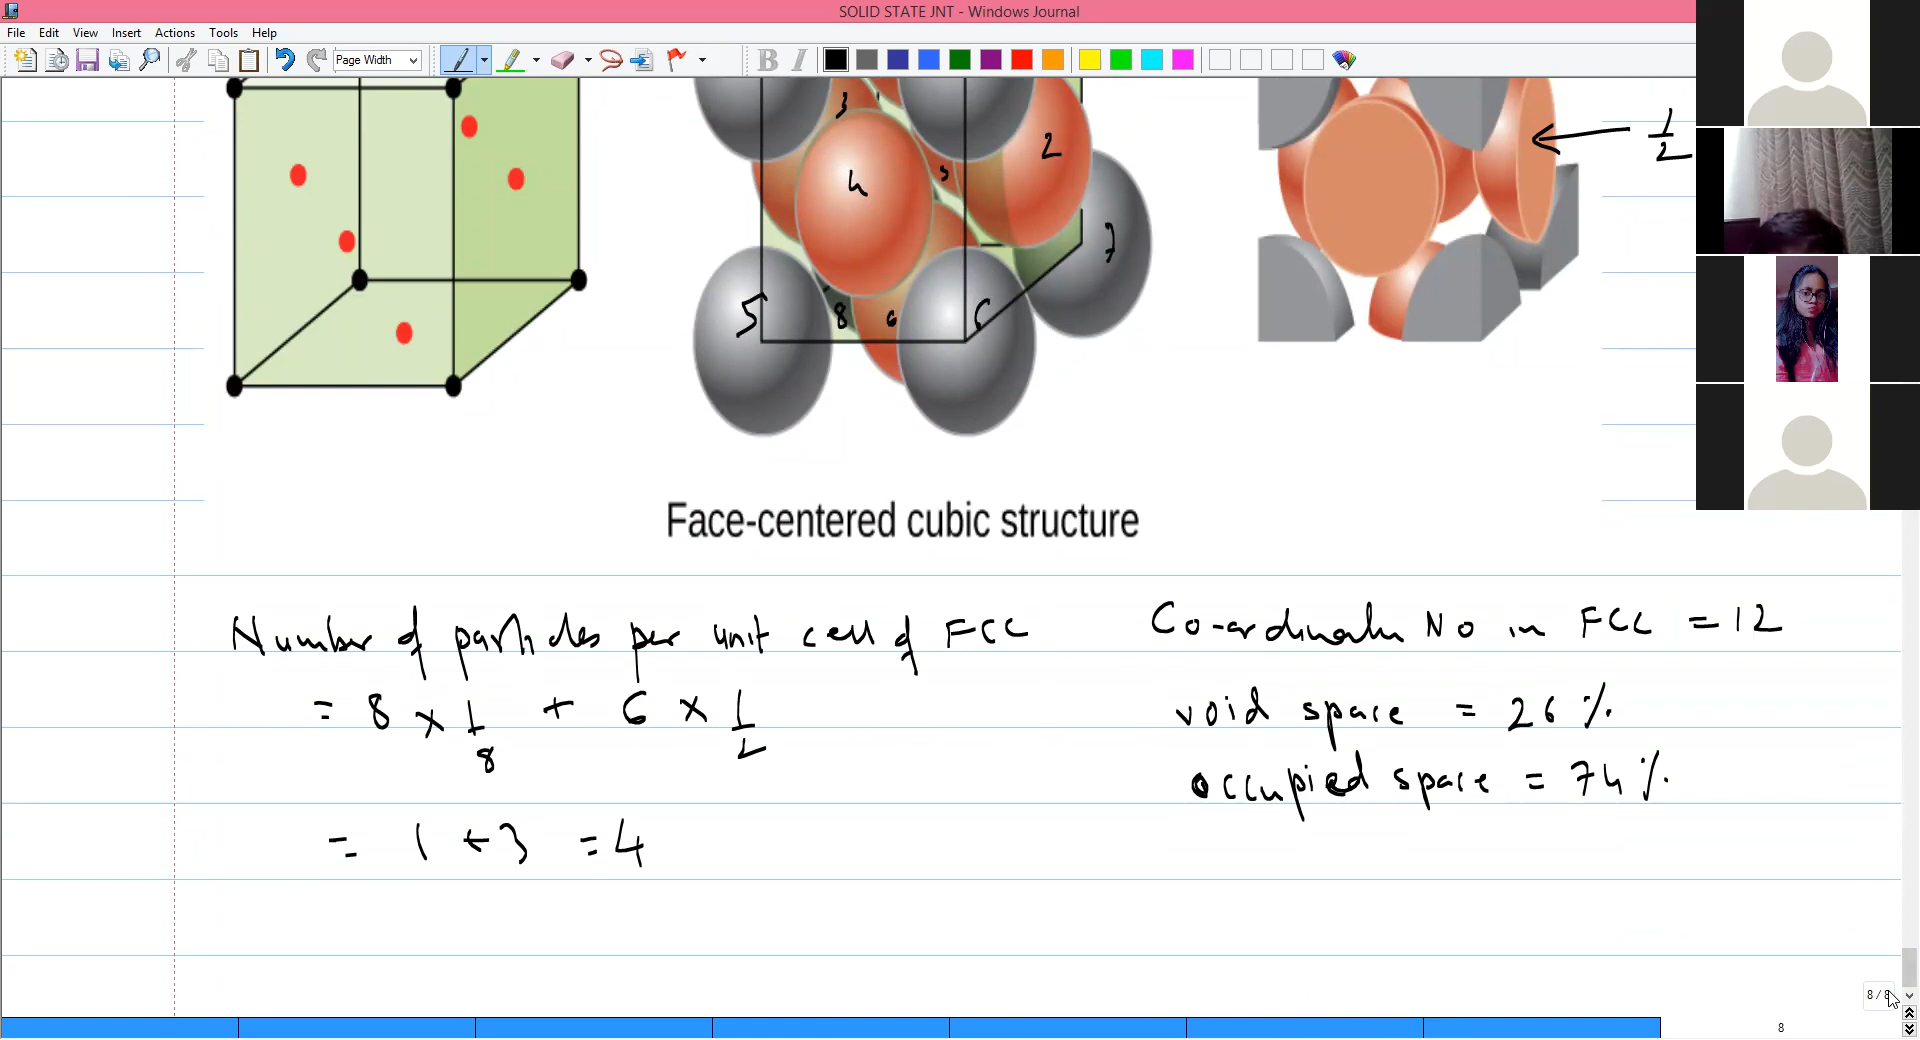 SOLID STATE JNT - Windows Journal
File Edit View Insert Actions Tools Help
Page Width B I
3
4
2
1
2
7
5
8
6
6
Face-centered cubic structure
Number of particles per unit cell of FCC
= 8 × 1/8 + 6 × 1/2
= 1 + 3 = 4
Co-ordinate No in FCC = 12
void space = 26 %
occupied space = 74 %
8 / 8
8